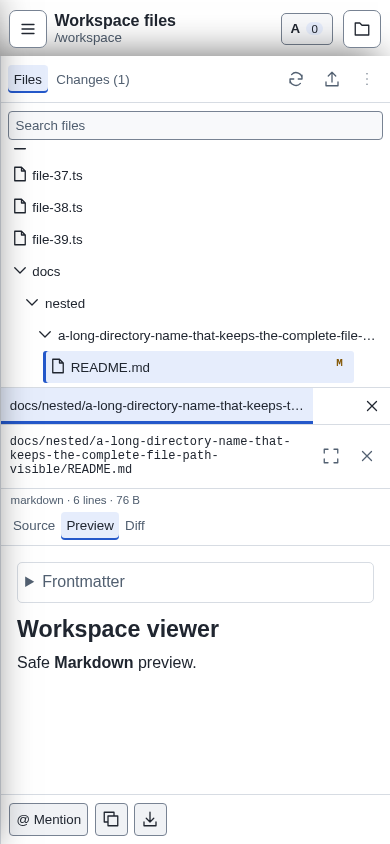 Workspace files
/workspace
A 0
Files Changes (1)
Search files
file-37.ts
file-38.ts
file-39.ts
docs
nested
a-long-directory-name-that-keeps-the-complete-file-…
README.md M
docs/nested/a-long-directory-name-that-keeps-t…
docs/nested/a-long-directory-name-that-
keeps-the-complete-file-path-
visible/README.md
markdown · 6 lines · 76 B
Source Preview Diff
Frontmatter
Workspace viewer
Safe Markdown preview.
@ Mention